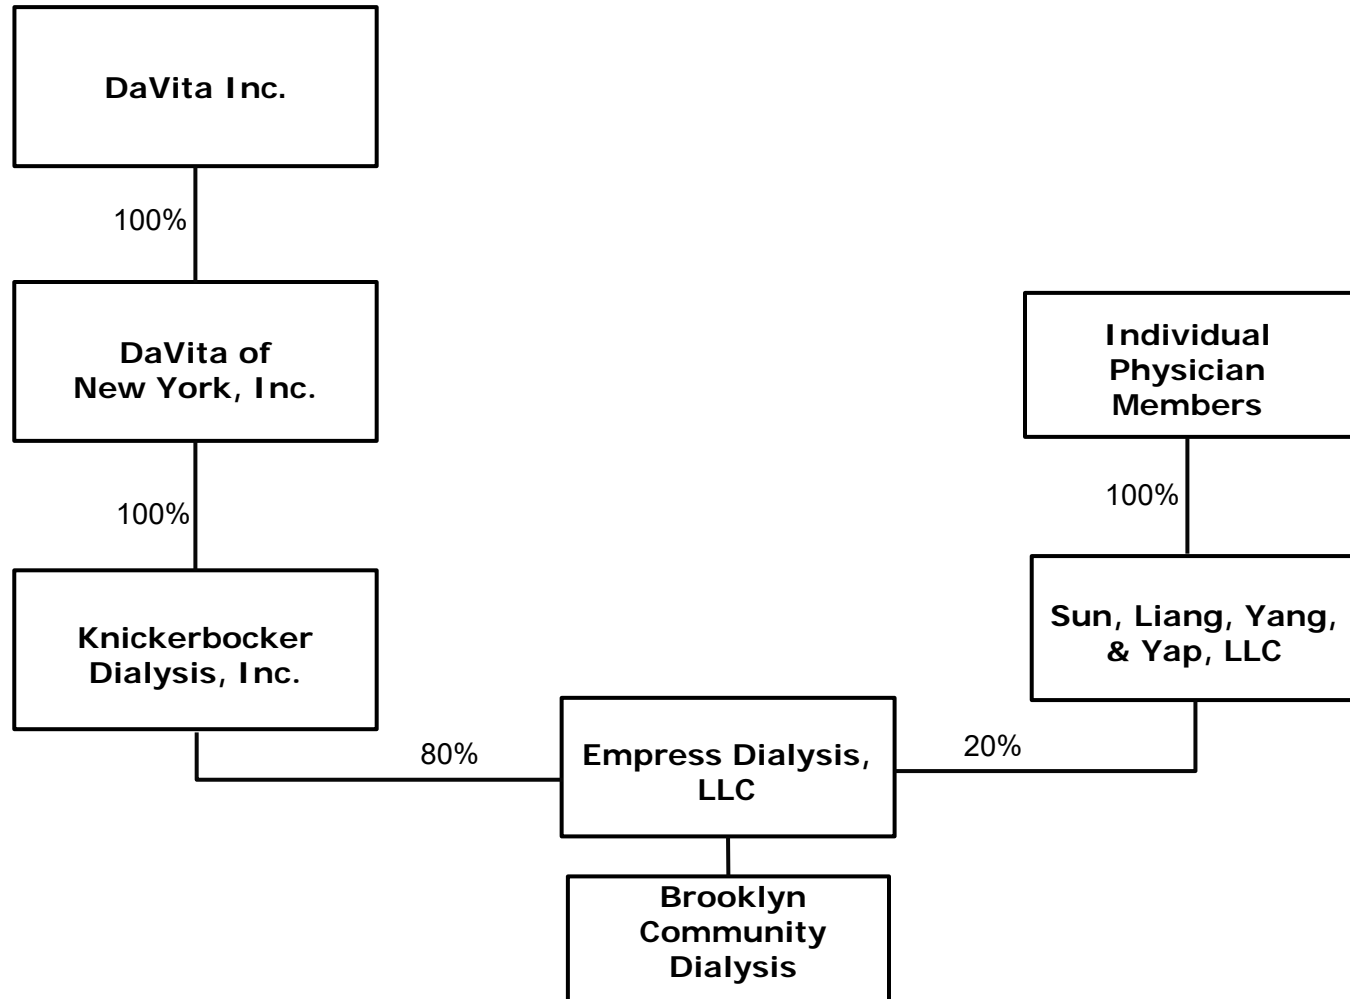 DaVita Inc.
100%
DaVita of
New York, Inc.
100%
Knickerbocker
Dialysis, Inc.
80%
Individual
Physician
Members
100%
Sun, Liang, Yang,
& Yap, LLC
20%
Empress Dialysis,
LLC
Brooklyn
Community
Dialysis